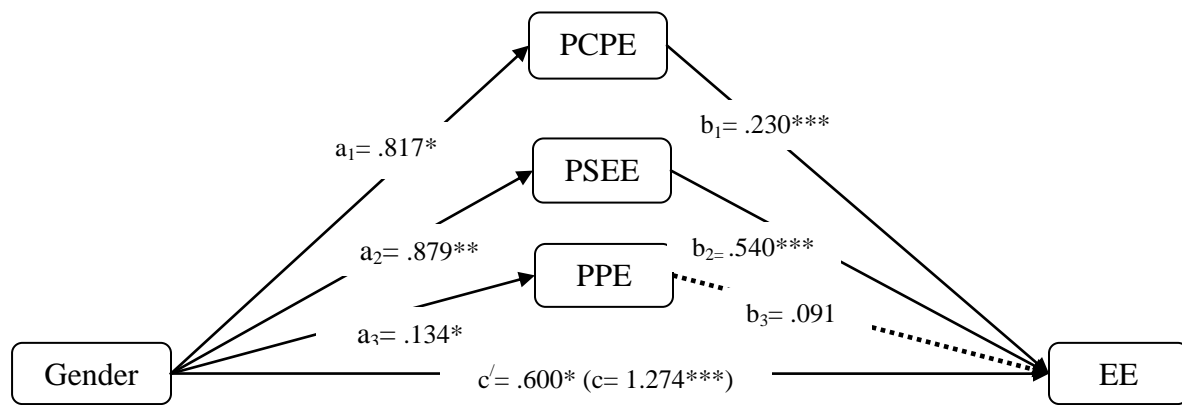 PCPE
b₁= .230***
a₁= .817*
PSEE
a₂= .879**
b₂₌ .540***
PPE
b₃= .091
a₃= .134*
Gender
c′= .600* (c= 1.274***)
EE